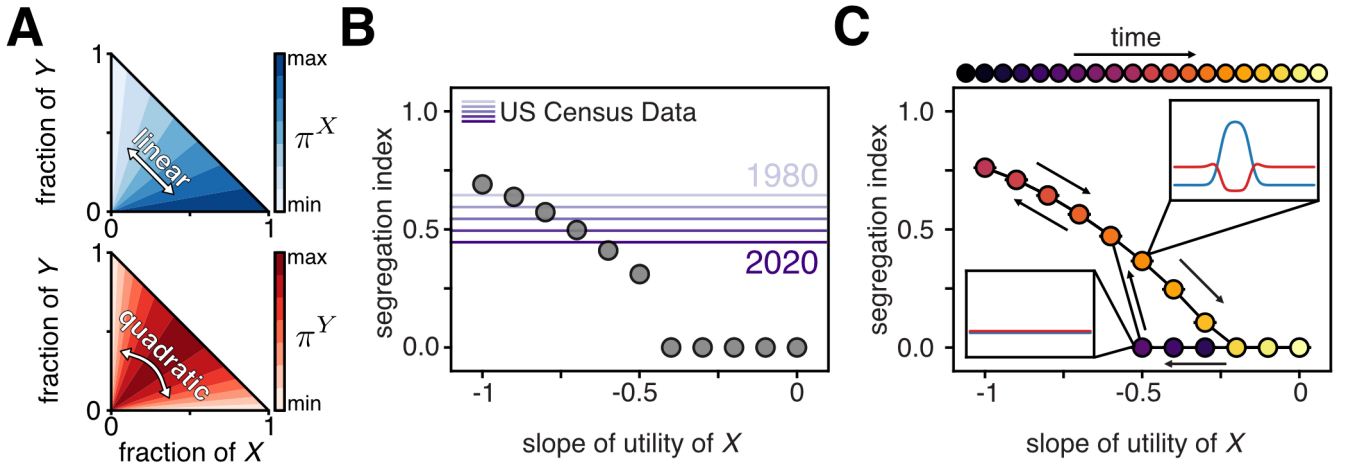 A
1
fraction of Y
0
0
1
linear
max
π^X
min
1
fraction of Y
0
0
1
quadratic
fraction of X
max
π^Y
min
B
US Census Data
1980
2020
1.0
0.5
0.0
segregation index
-1
-0.5
0
slope of utility of X
C
time
1.0
0.5
0.0
segregation index
-1
-0.5
0
slope of utility of X